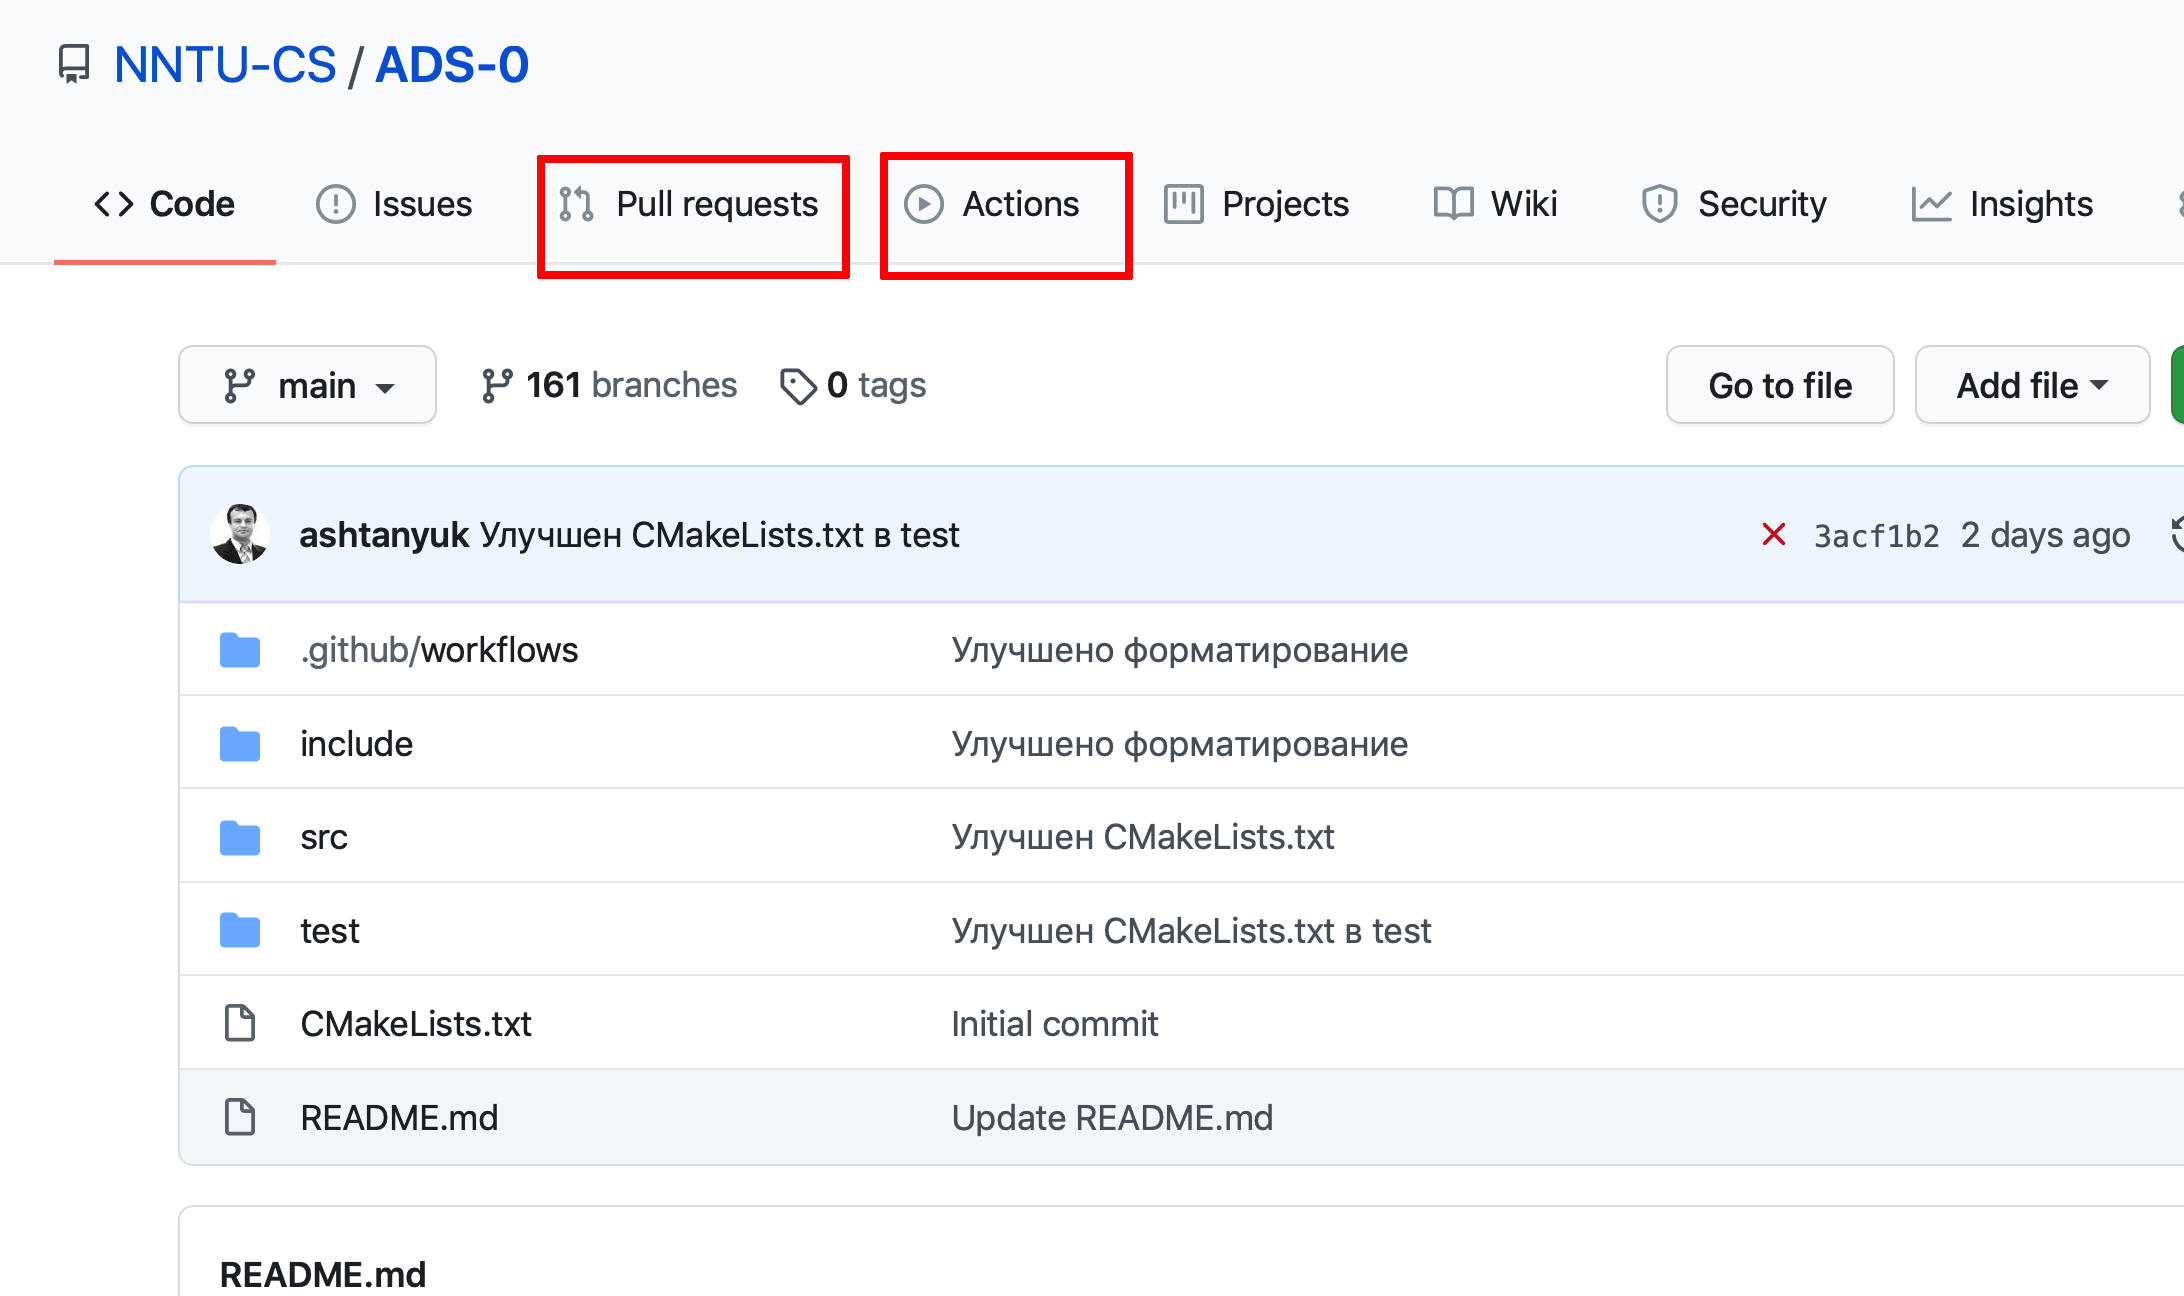 NNTU-CS / ADS-0
Code Issues Pull requests Actions Projects Wiki Security Insights
main 161 branches 0 tags Go to file Add file
ashtanyuk Улучшен CMakeLists.txt в test 3acf1b2 2 days ago
.github/workflows Улучшено форматирование
include Улучшено форматирование
src Улучшен CMakeLists.txt
test Улучшен CMakeLists.txt в test
CMakeLists.txt Initial commit
README.md Update README.md
README.md